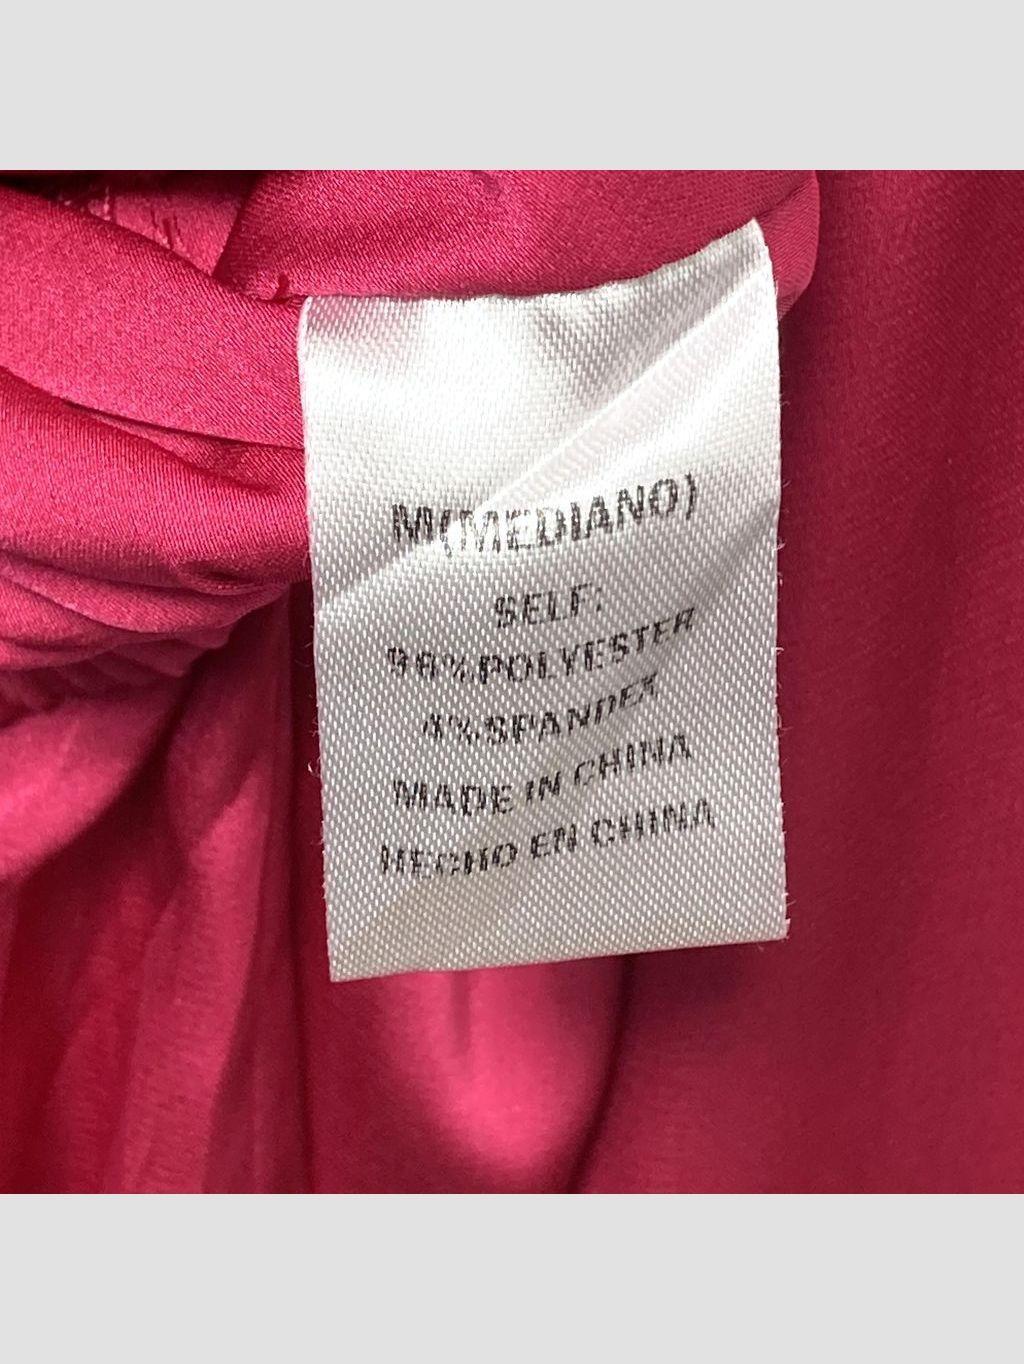 M(MEDIANO)
SELF:
96%POLYESTER
4%SPANDEX
MADE IN CHINA
HECHO EN CHINA